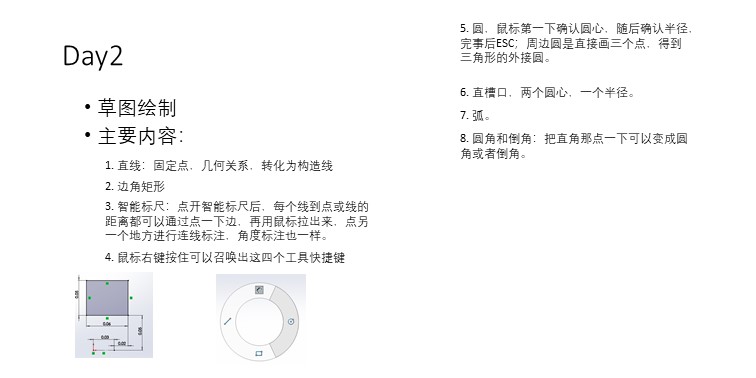 Day2
• 草图绘制
• 主要内容：
1. 直线：固定点，几何关系，转化为构造线
2. 边角矩形
3. 智能标尺：点开智能标尺后，每个线到点或线的
距离都可以通过点一下边，再用鼠标拉出来，点另
一个地方进行连线标注，角度标注也一样。
4. 鼠标右键按住可以召唤出这四个工具快捷键
5. 圆，鼠标第一下确认圆心，随后确认半径，
完事后ESC；周边圆是直接画三个点，得到
三角形的外接圆。
6. 直槽口，两个圆心，一个半径。
7. 弧。
8. 圆角和倒角：把直角那点一下可以变成圆
角或者倒角。